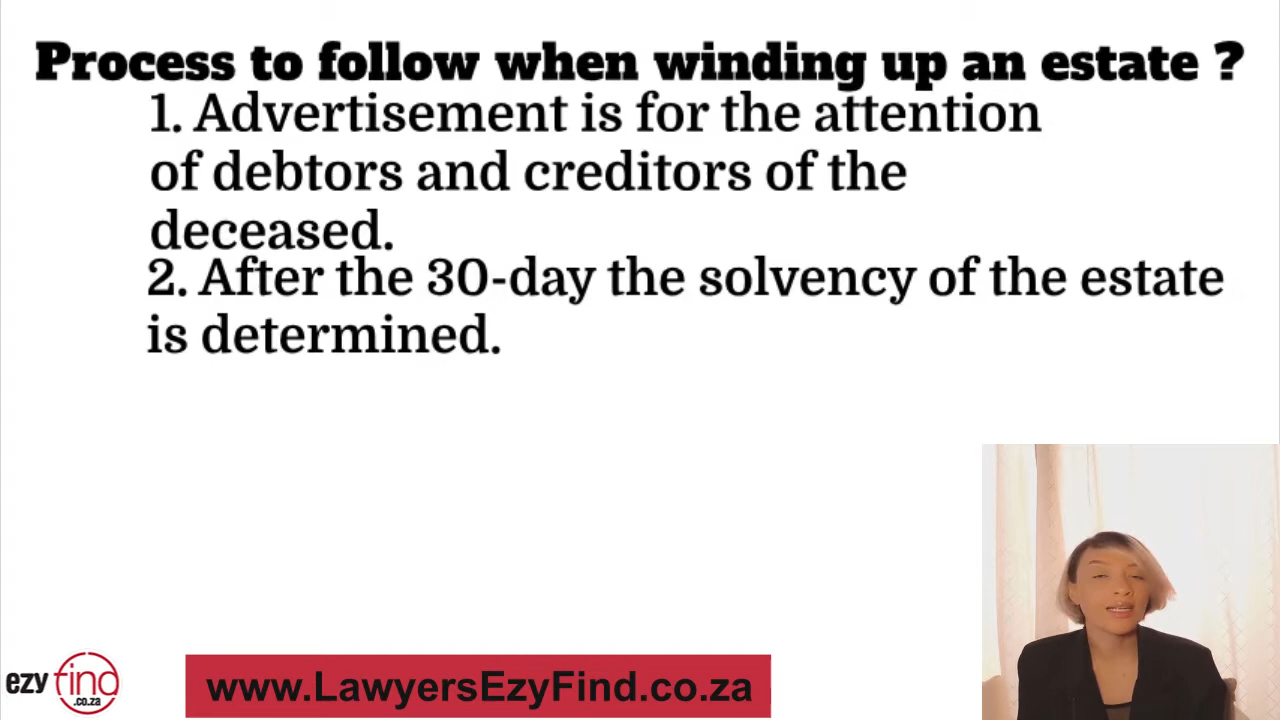 Process to follow when winding up an estate ?
1. Advertisement is for the attention
of debtors and creditors of the
deceased.
2. After the 30-day the solvency of the estate
is determined.
ezy find
.co.za
www.LawyersEzyFind.co.za